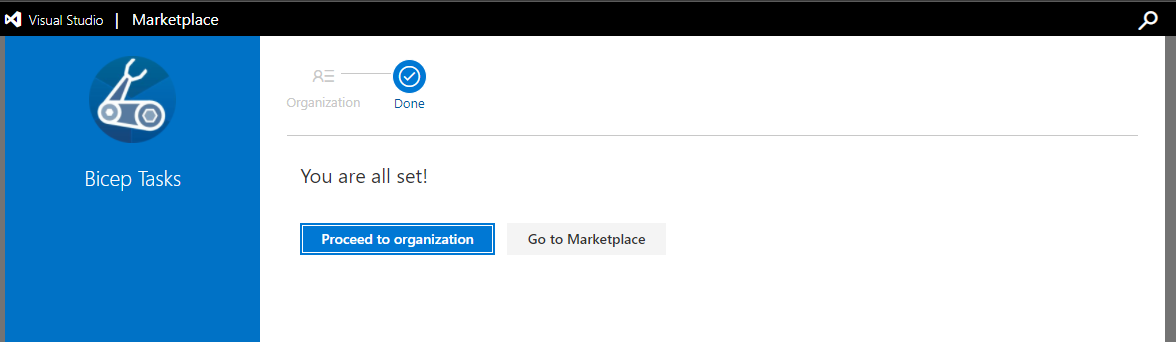 Visual Studio | Marketplace
Bicep Tasks
Organization
Done
You are all set!
Proceed to organization
Go to Marketplace